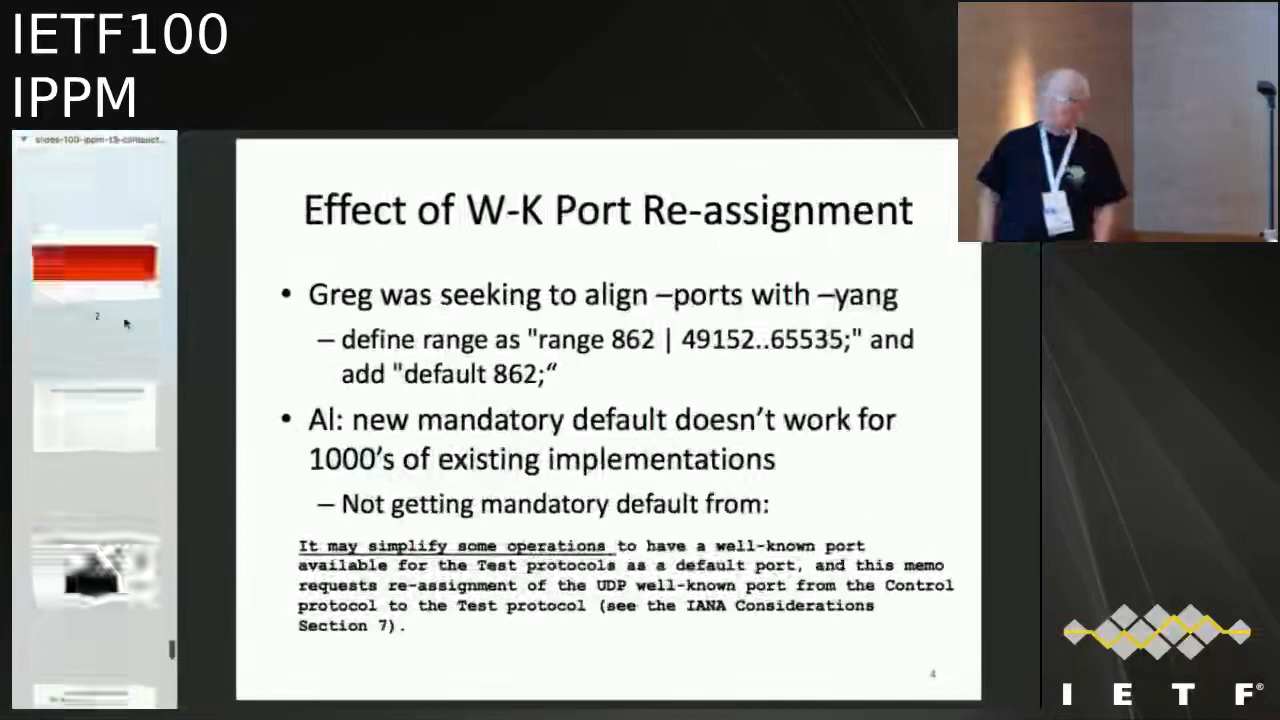 IETF100
IPPM
2
Effect of W-K Port Re-assignment
• Greg was seeking to align –ports with –yang
– define range as "range 862 | 49152..65535;" and
add "default 862;“
• Al: new mandatory default doesn’t work for
1000’s of existing implementations
– Not getting mandatory default from:
It may simplify some operations to have a well-known port
available for the Test protocols as a default port, and this memo
requests re-assignment of the UDP well-known port from the Control
protocol to the Test protocol (see the IANA Considerations
Section 7).
4
I E T F®